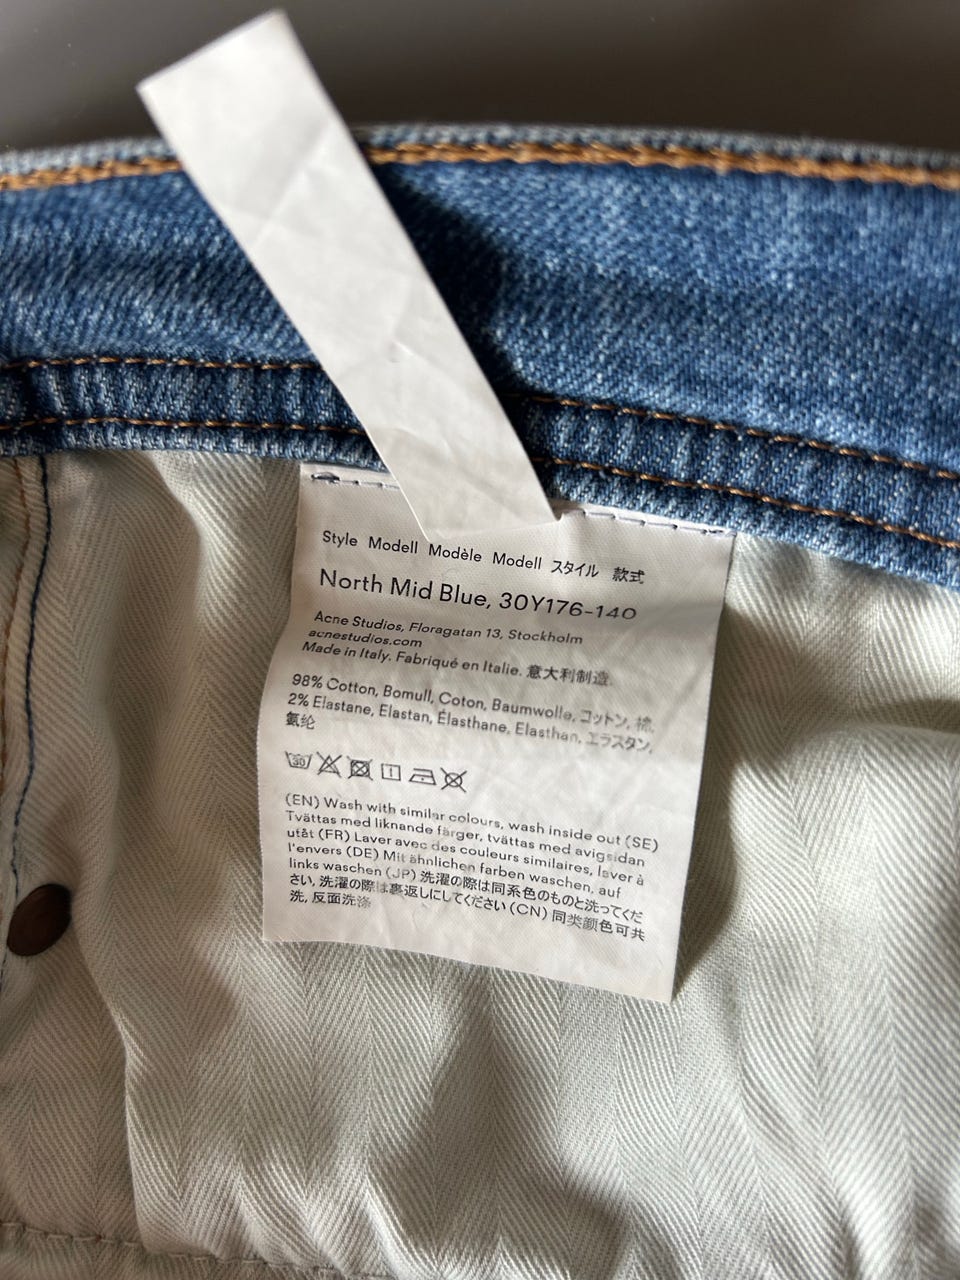 Style Modell Modèle Modell スタイル 款式
North Mid Blue, 30Y176-140
Acne Studios, Floragatan 13, Stockholm
acnestudios.com
Made in Italy. Fabriqué en Italie. 意大利制造.
98% Cotton, Bomull, Coton, Baumwolle, コットン, 棉,
2% Elastane, Elastan, Élasthanne, Elasthan, エラスタン,
氨纶
30
(EN) Wash with similar colours, wash inside out (SE)
Tvättas med liknande färger, tvättas med avigsidan
utåt (FR) Laver avec des couleurs similaires, laver à
l'envers (DE) Mit ähnlichen farben waschen, auf
links waschen (JP) 洗濯の際は同系色のものと洗ってくだ
さい, 洗濯の際は裏返しにしてください (CN) 同类颜色可共
洗, 反面洗涤